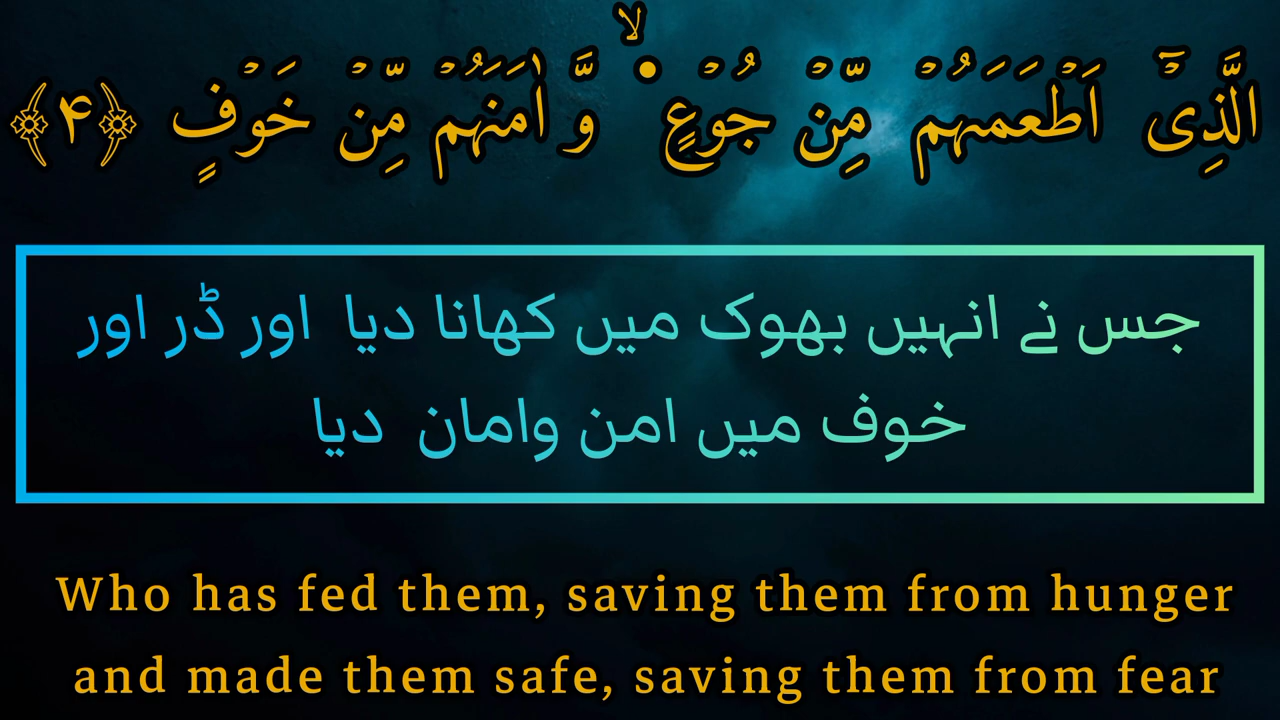 الَّذِیۡۤ اَطۡعَمَہُمۡ مِّنۡ جُوۡعٍ ۬ۙ وَّ اٰمَنَہُمۡ مِّنۡ خَوۡفٍ ﴿۴﴾
جس نے انہیں بھوک میں کھانا دیا اور ڈر اور
خوف میں امن وامان دیا
Who has fed them, saving them from hunger
and made them safe, saving them from fear